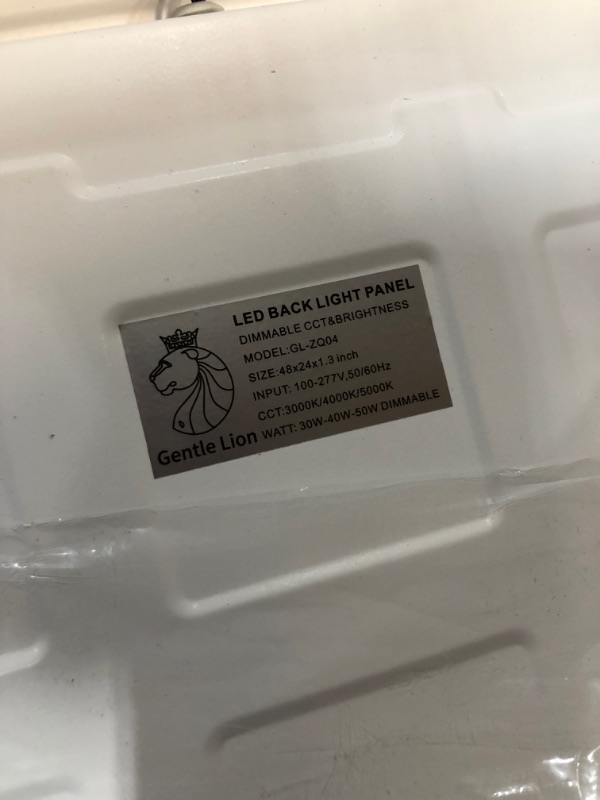 LED BACK LIGHT PANEL
DIMMABLE CCT&BRIGHTNESS
MODEL:GL-ZQ04
SIZE:48x24x1.3 inch
INPUT: 100-277V,50/60Hz
CCT:3000K/4000K/5000K
WATT: 30W-40W-50W DIMMABLE
Gentle Lion